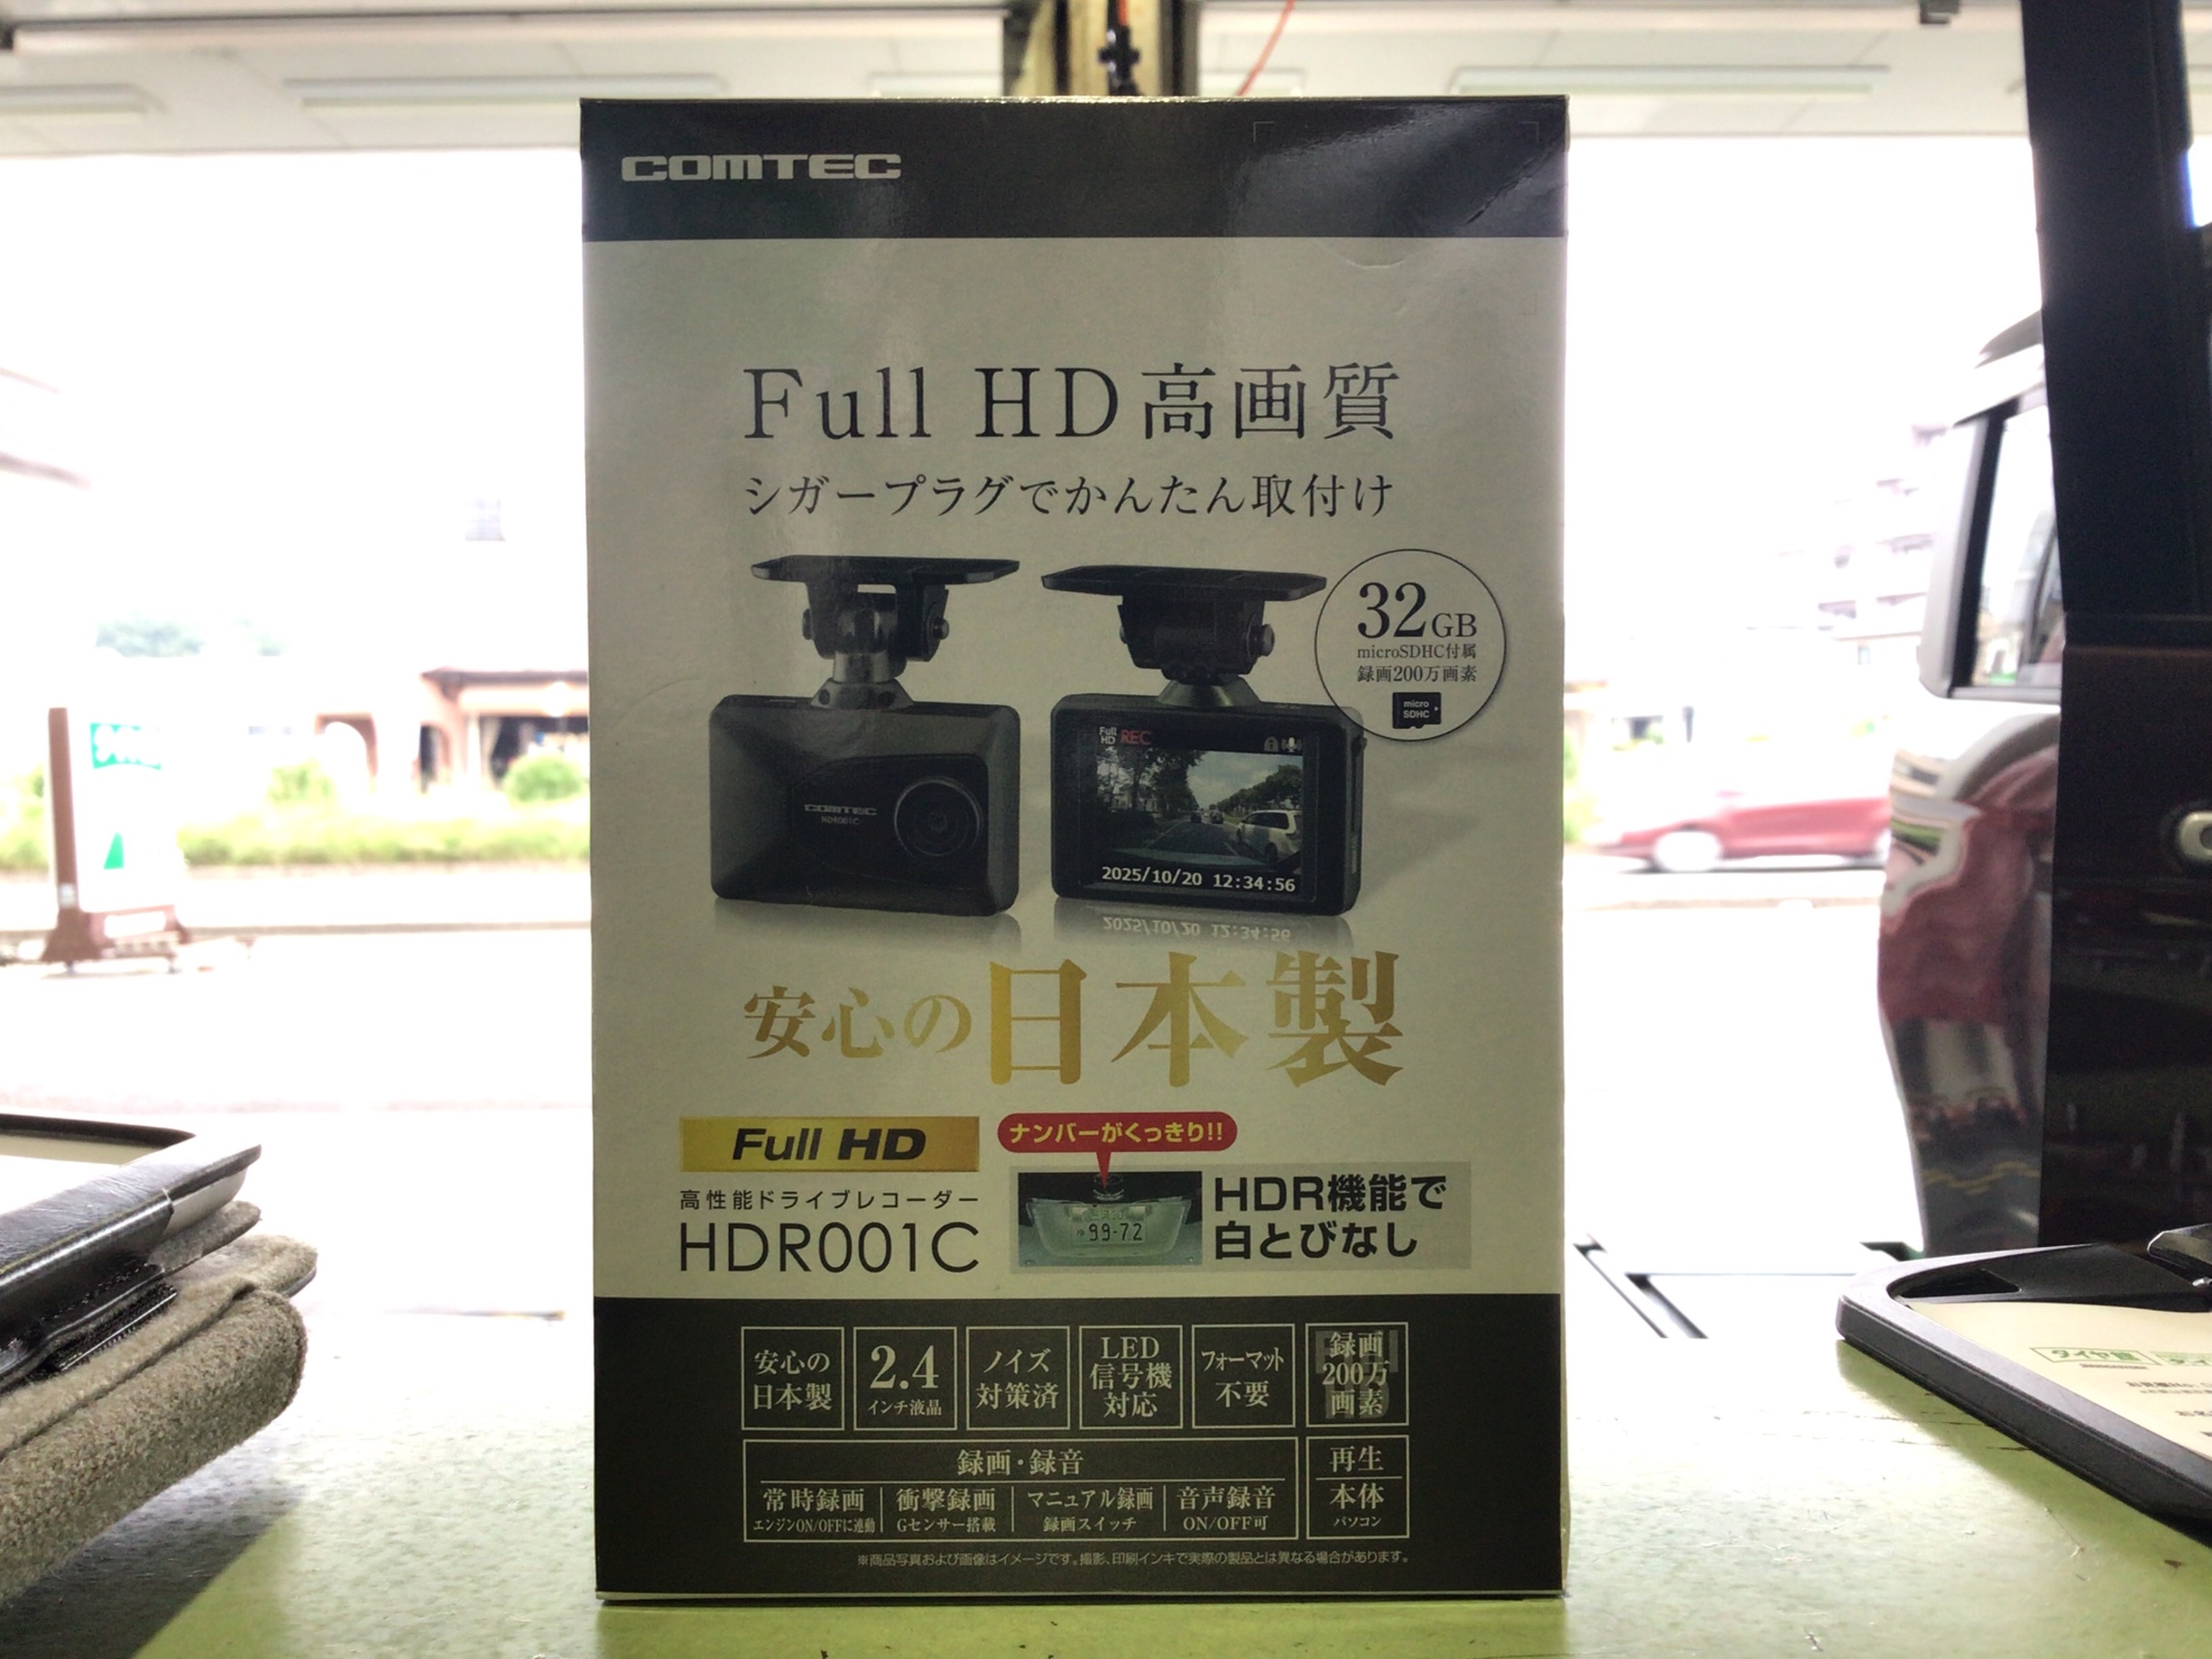 COMTEC
Full HD高画質
シガープラグでかんたん取付け
32GB
microSDHC付属
録画200万画素
micro
SDHC
COMTEC
HDR001C
Full
HD REC
2025/10/20 12:34:56
安心の日本製
Full HD
高性能ドライブレコーダー
HDR001C
ナンバーがくっきり!!
99-72
HDR機能で
白とびなし
安心の
日本製
2.4
インチ液晶
ノイズ
対策済
LED
信号機
対応
フォーマット
不要
録画
200万
画素
録画・録音
常時録画
エンジンON/OFFに連動
衝撃録画
Gセンサー搭載
マニュアル録画
録画スイッチ
音声録音
ON/OFF可
再生
本体
パソコン
※商品写真および画像はイメージです。撮影、印刷インキで実際の製品とは異なる場合があります。